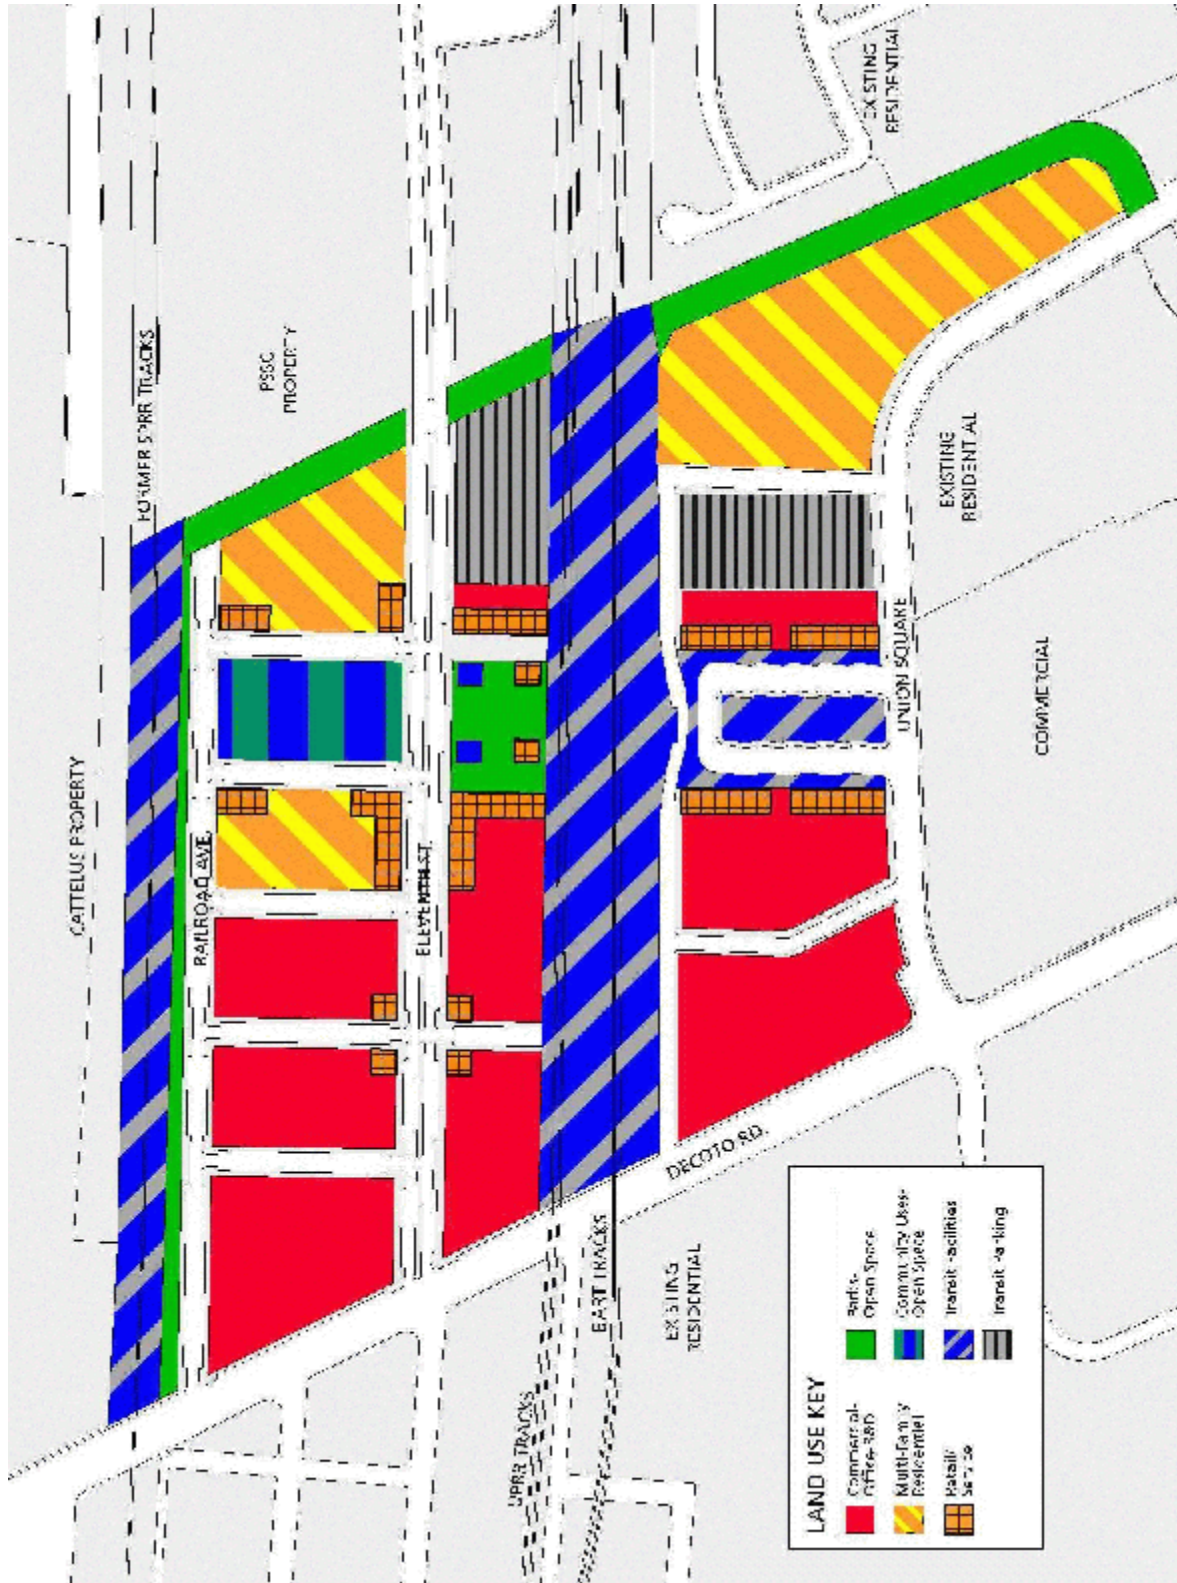 CATTELUS PROPERTY
FORMER SPRR TRACKS
RAILROAD AVE
PROPERTY
ELEVENTH ST.
EXISTING
RESIDENTIAL
UPRR TRACKS
BART TRACKS
DECOTO RD.
EXISTING
RESIDENTIAL
UNION SQUARE
EXISTING
RESIDENTIAL
COMMERCIAL
LAND USE KEY
Commercial-
Office-R&D
Multi-Family
Residential
Retail/
Service
Parks-
Open Space
Community Uses-
Open Space
Transit Facilities
Transit Parking